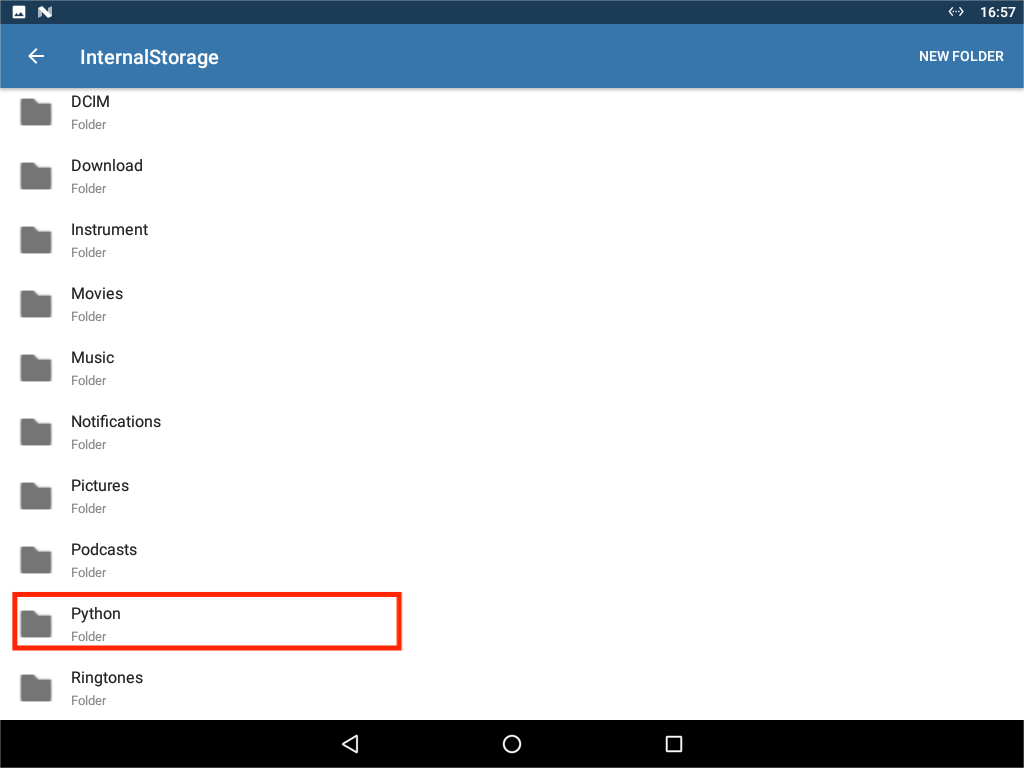 16:57
InternalStorage
NEW FOLDER
DCIM
Folder
Download
Folder
Instrument
Folder
Movies
Folder
Music
Folder
Notifications
Folder
Pictures
Folder
Podcasts
Folder
Python
Folder
Ringtones
Folder